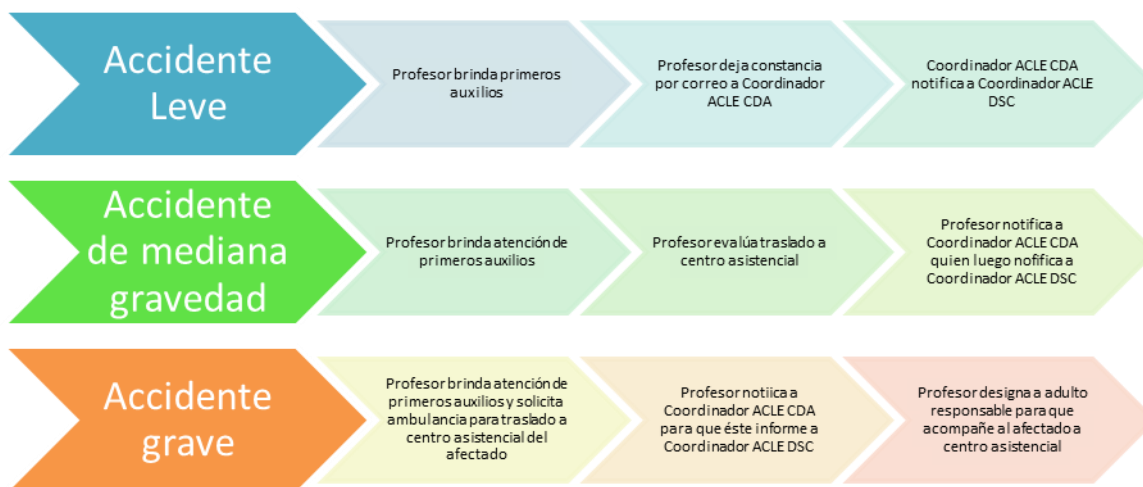 Accidente
Leve
Profesor brinda primeros
auxilios
Profesor deja constancia
por correo a Coordinador
ACLE CDA
Coordinador ACLE CDA
notifica a Coordinador ACLE
DSC
Accidente
de mediana
gravedad
Profesor brinda atención de
primeros auxilios
Profesor evalúa traslado a
centro asistencial
Profesor notifica a
Coordinador ACLE CDA
quien luego nofifica a
Coordinador ACLE DSC
Accidente
grave
Profesor brinda atención de
primeros auxilios y solicita
ambulancia para traslado a
centro asistencial del
afectado
Profesor notiica a
Coordinador ACLE CDA
para que éste informe a
Coordinador ACLE DSC
Profesor designa a adulto
responsable para que
acompañe al afectado a
centro asistencial